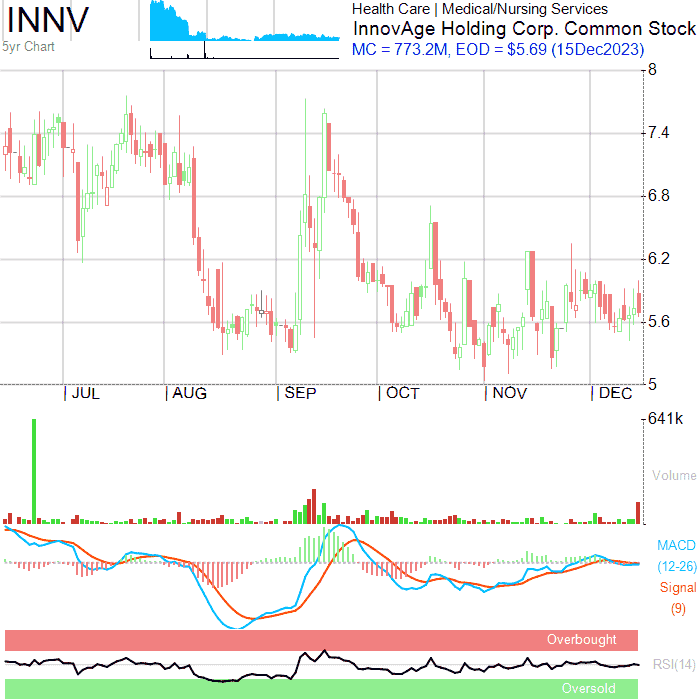 INNV
5yr Chart
Health Care | Medical/Nursing Services
InnovAge Holding Corp. Common Stock
MC = 773.2M, EOD = $5.69 (15Dec2023)
8
7.4
6.8
6.2
5.6
5
JUL AUG SEP OCT NOV DEC
641k
Volume
MACD
(12-26)
Signal
(9)
Overbought
RSI(14)
Oversold